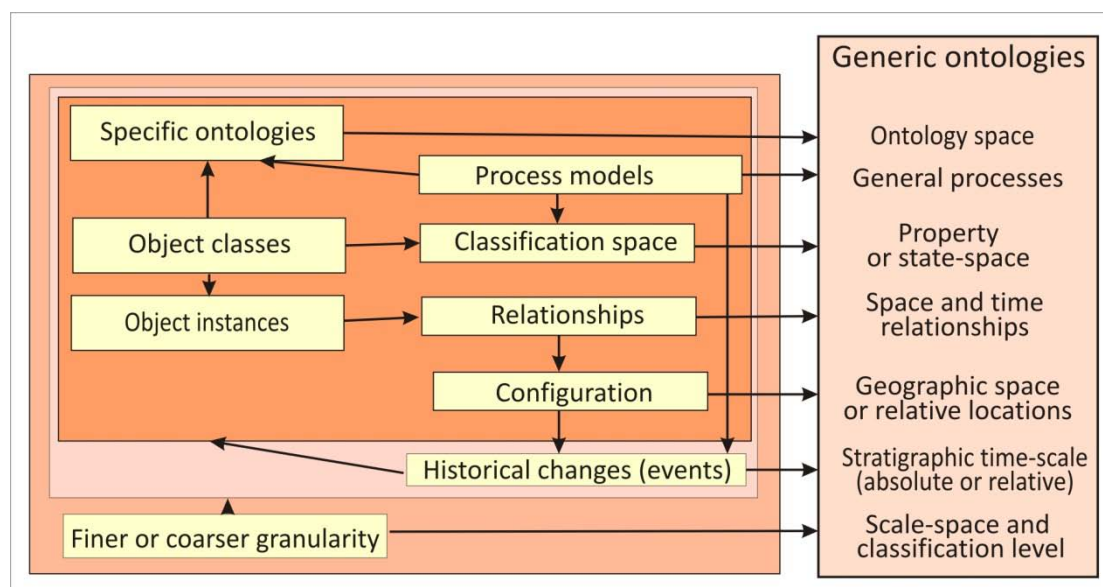 Generic ontologies
Specific ontologies
Ontology space
Process models
General processes
Object classes
Classification space
Property
or state-space
Object instances
Relationships
Space and time
relationships
Configuration
Geographic space
or relative locations
Historical changes (events)
Stratigraphic time-scale
(absolute or relative)
Finer or coarser granularity
Scale-space and
classification level